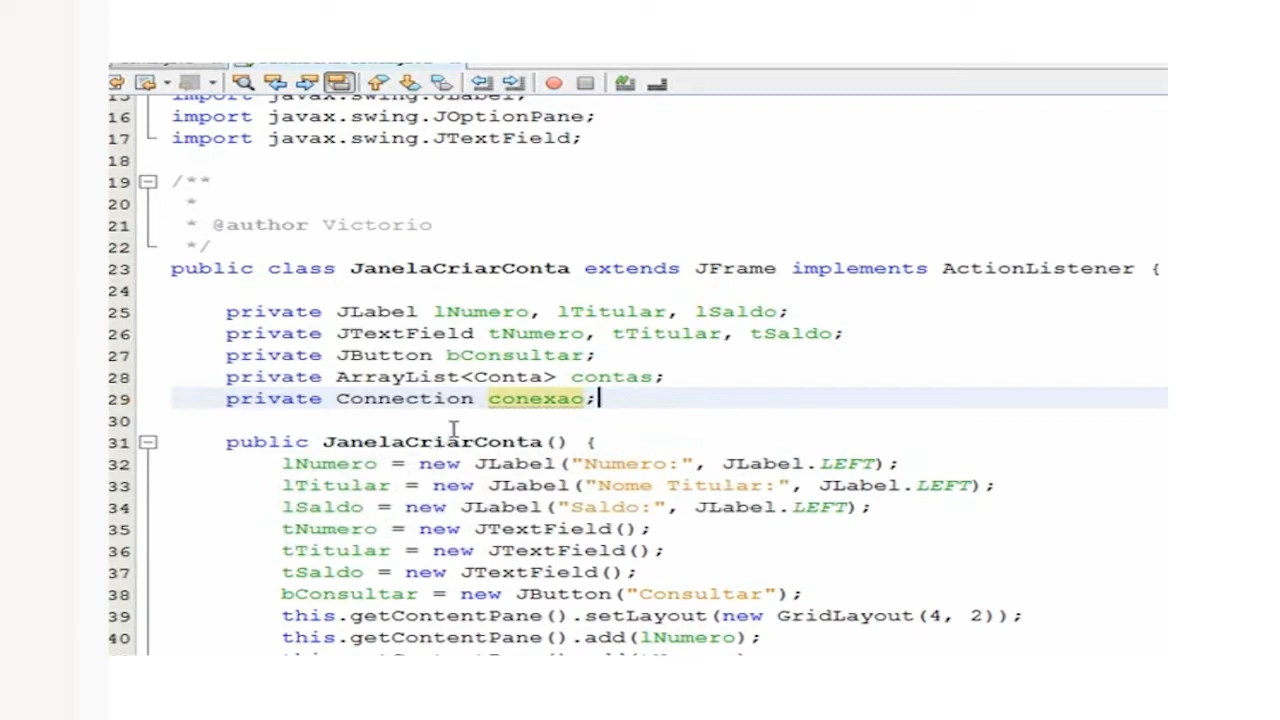 import javax.swing.JLabel;
16 import javax.swing.JOptionPane;
17 import javax.swing.JTextField;
18
19 /**
20 *
21 * @author Victorio
22 */
23 public class JanelaCriarConta extends JFrame implements ActionListener {
24
25 private JLabel lNumero, lTitular, lSaldo;
26 private JTextField tNumero, tTitular, tSaldo;
27 private JButton bConsultar;
28 private ArrayList<Conta> contas;
29 private Connection conexao;
30
31 public JanelaCriarConta() {
32 lNumero = new JLabel("Numero:", JLabel.LEFT);
33 lTitular = new JLabel("Nome Titular:", JLabel.LEFT);
34 lSaldo = new JLabel("Saldo:", JLabel.LEFT);
35 tNumero = new JTextField();
36 tTitular = new JTextField();
37 tSaldo = new JTextField();
38 bConsultar = new JButton("Consultar");
39 this.getContentPane().setLayout(new GridLayout(4, 2));
40 this.getContentPane().add(lNumero);